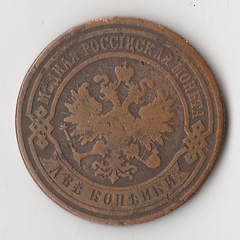 МѢДНАЯ РОССІЙСКАЯ МОНЕТА
ДВѢ КОПѢЙКИ